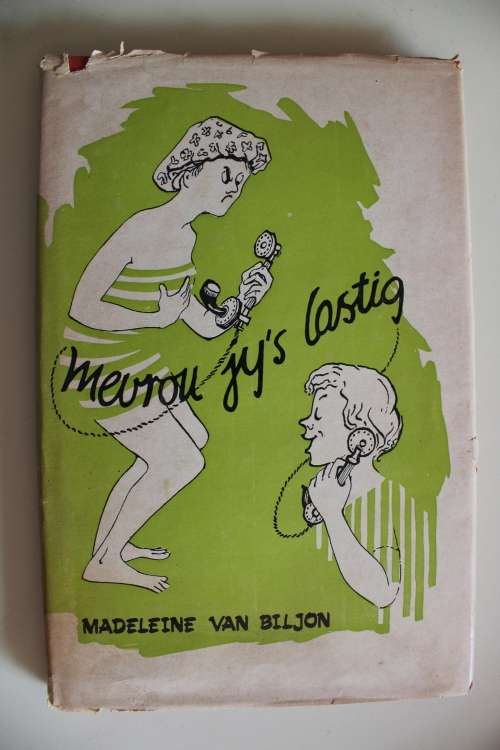 mevrou jy's lastig
MADELEINE VAN BILJON